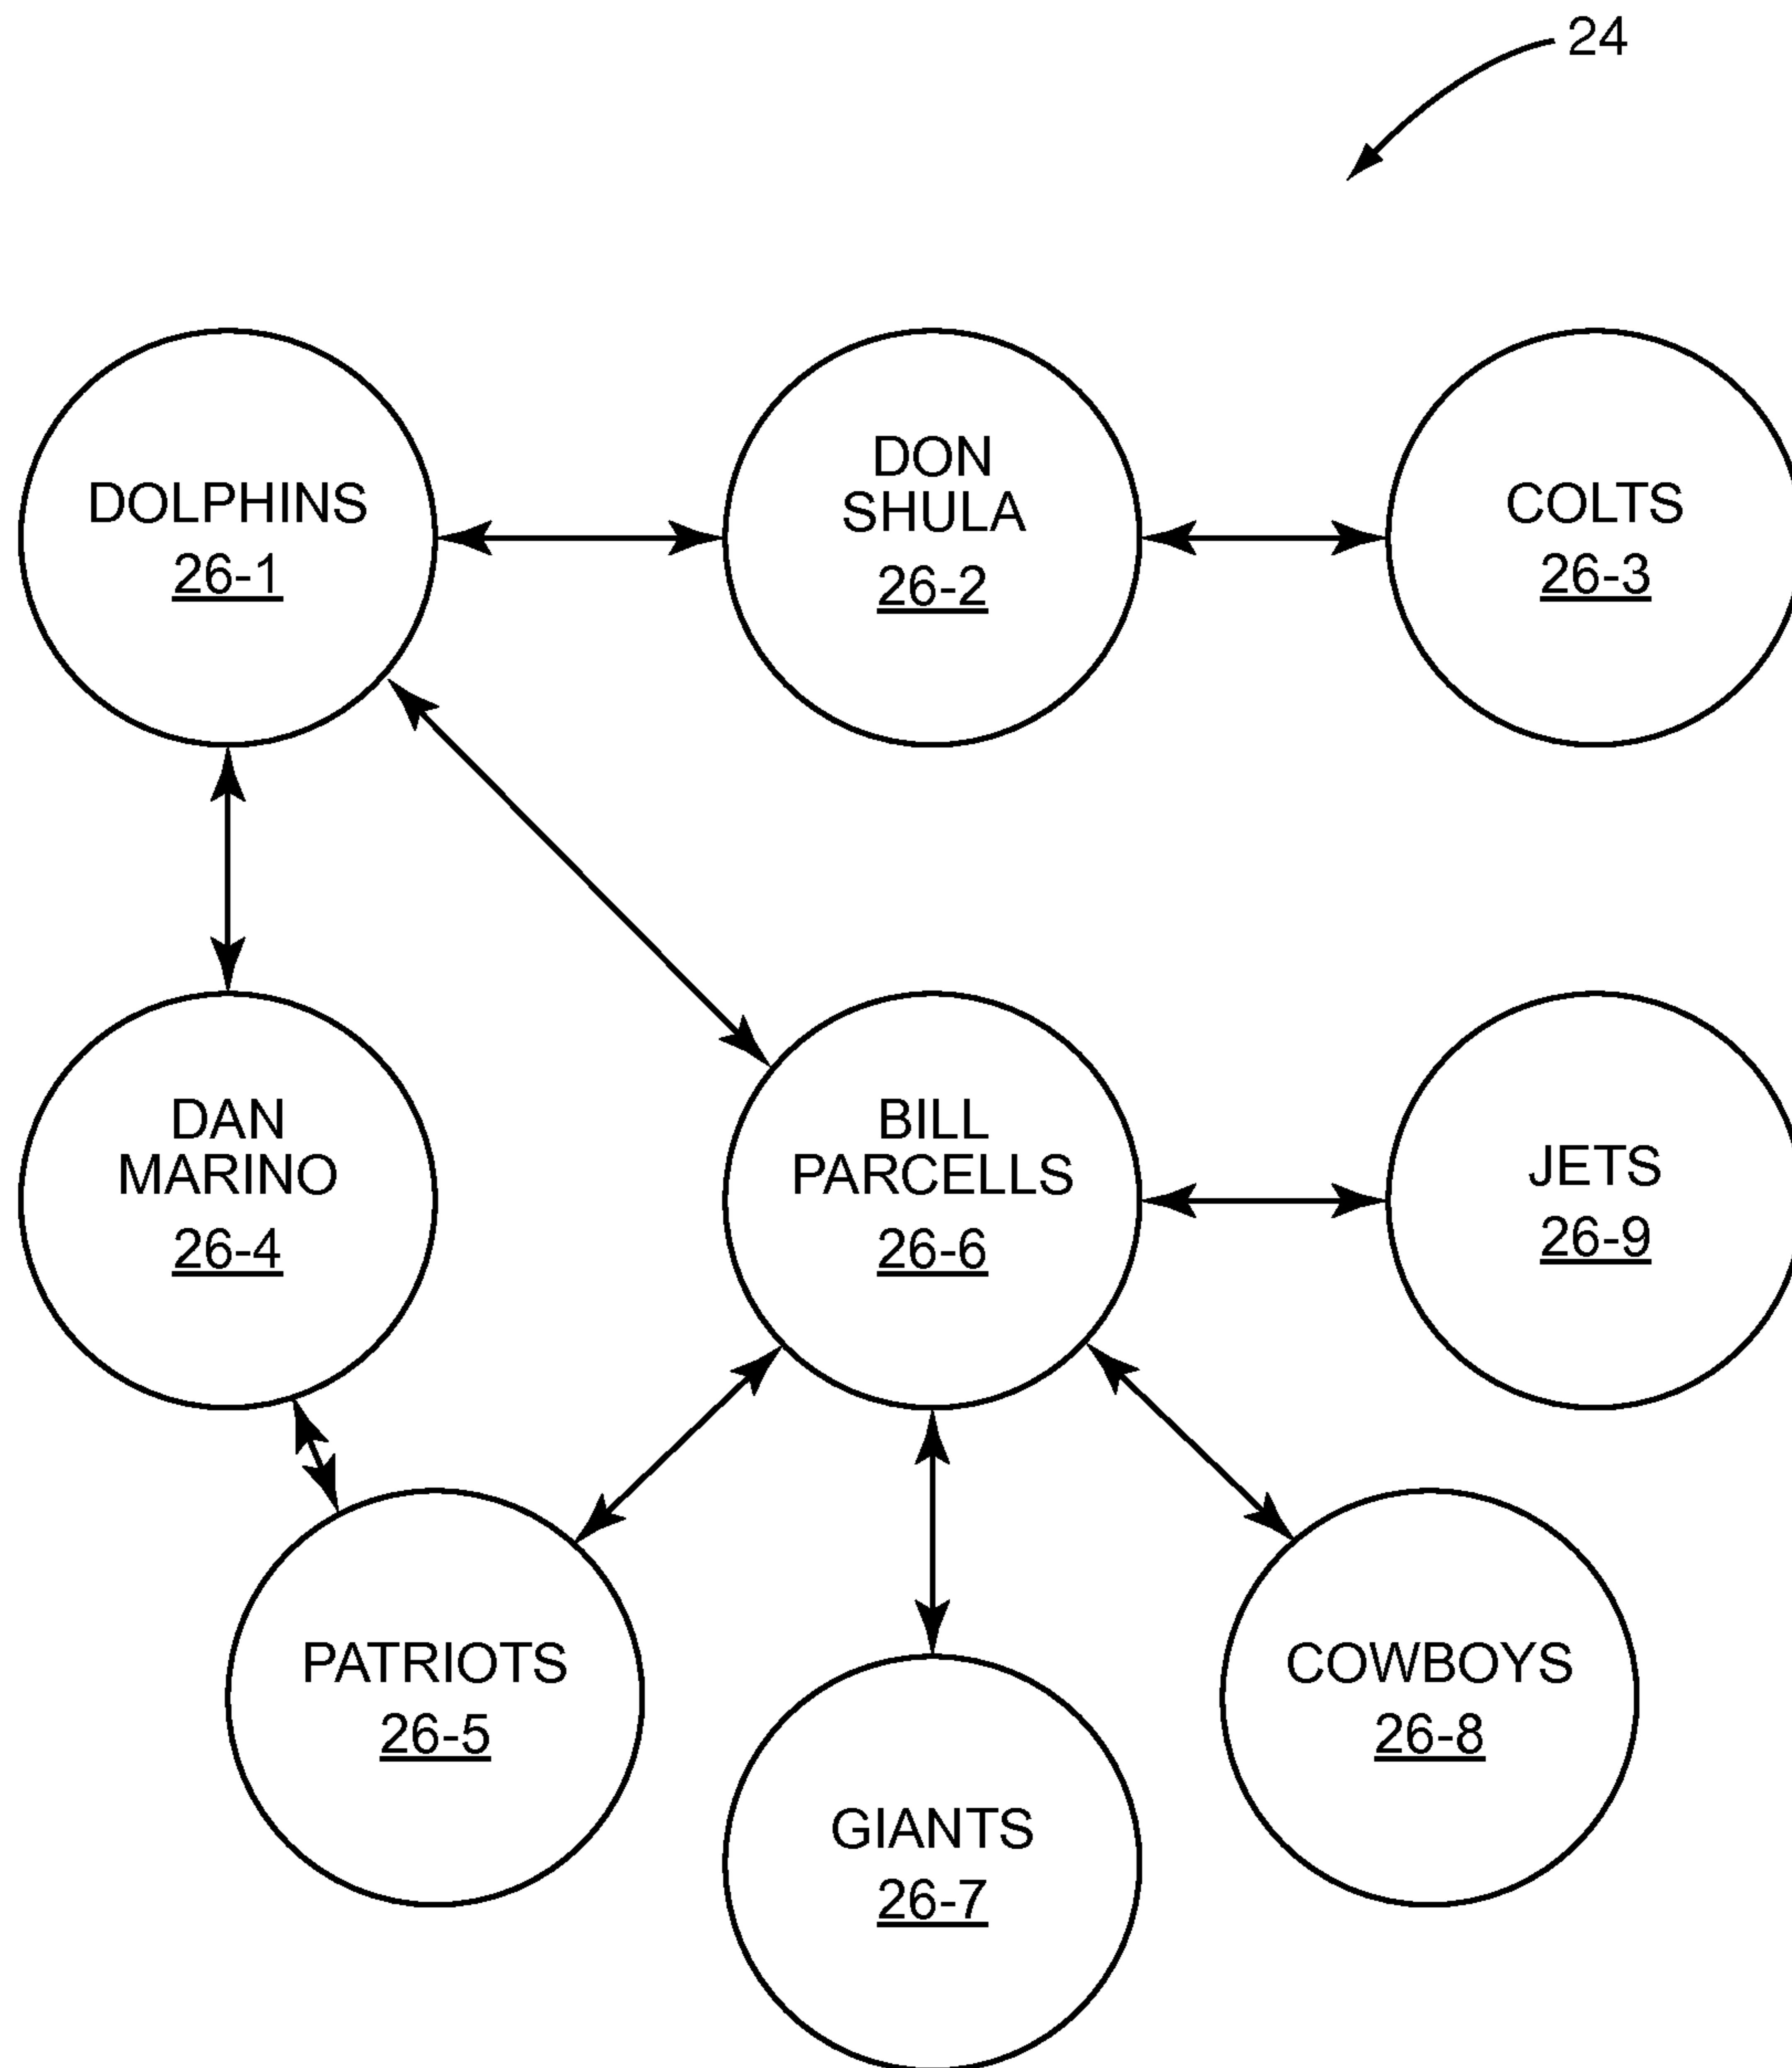 24
DOLPHINS
26-1
DON
SHULA
26-2
COLTS
26-3
DAN
MARINO
26-4
BILL
PARCELLS
26-6
JETS
26-9
PATRIOTS
26-5
GIANTS
26-7
COWBOYS
26-8